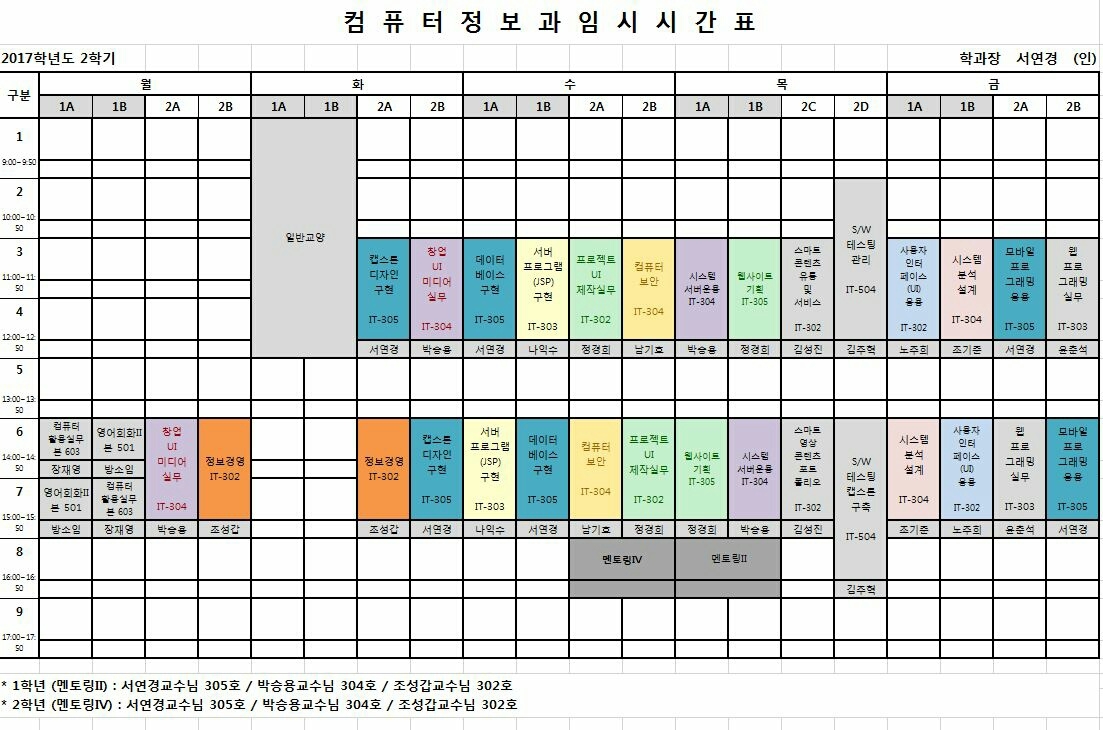 컴 퓨 터 정 보 과 임 시 시 간 표
2017학년도 2학기 학과장 서연경 (인)
구분 월 화 수 목 금
1A 1B 2A 2B 1A 1B 2A 2B 1A 1B 2A 2B 1A 1B 2C 2D 1A 1B 2A 2B
1
9:00~9:50
2
10:00~10:
50
3
11:00~11:
50
4
12:00~12:
50
5
13:00~13:
50
6
14:00~14:
50
7
15:00~15:
50
8
16:00~16:
50
9
17:00~17:
50
일반교양
캡스톤
디자인
구현
IT-305
서연경
창업
UI
미디어
실무
IT-304
박승용
데이터
베이스
구현
IT-305
서연경
서버
프로그램
(JSP)
구현
IT-303
나익수
프로젝트
UI
제작실무
IT-302
정경희
컴퓨터
보안
IT-304
남기호
시스템
서버운용
IT-304
박승용
웹사이트
기획
IT-305
정경희
스마트
콘텐츠
유통
및
서비스
IT-302
김성진
S/W
테스팅
관리
IT-504
김주혁
사용자
인터
페이스
(UI)
응용
IT-302
노주희
시스템
분석
설계
IT-304
조기준
모바일
프로
그래밍
응용
IT-305
서연경
웹
프로
그래밍
실무
IT-303
윤춘석
컴퓨터
활용실무
본 603
장재영
영어회화II
본 501
방소임
영어회화II
본 501
방소임
컴퓨터
활용실무
본 603
장재영
창업
UI
미디어
실무
IT-304
박승용
정보경영
IT-302
조성갑
정보경영
IT-302
조성갑
캡스톤
디자인
구현
IT-305
서연경
서버
프로그램
(JSP)
구현
IT-303
나익수
데이터
베이스
구현
IT-305
서연경
컴퓨터
보안
IT-304
남기호
프로젝트
UI
제작실무
IT-302
정경희
웹사이트
기획
IT-305
정경희
시스템
서버운용
IT-304
박승용
스마트
영상
콘텐츠
포트
폴리오
IT-302
김성진
S/W
테스팅
캡스톤
구축
IT-504
김주혁
시스템
분석
설계
IT-304
조기준
사용자
인터
페이스
(UI)
응용
IT-302
노주희
웹
프로
그래밍
실무
IT-303
윤춘석
모바일
프로
그래밍
응용
IT-305
서연경
멘토링IV
멘토링II
* 1학년 (멘토링II) : 서연경교수님 305호 / 박승용교수님 304호 / 조성갑교수님 302호
* 2학년 (멘토링IV) : 서연경교수님 305호 / 박승용교수님 304호 / 조성갑교수님 302호